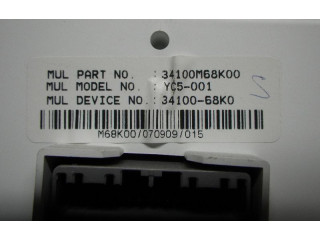 MUL PART NO. : 34100M68K00
MUL MODEL NO. : YC5-001
MUL DEVICE NO.: 34100-68K0
M68K00/070909/015